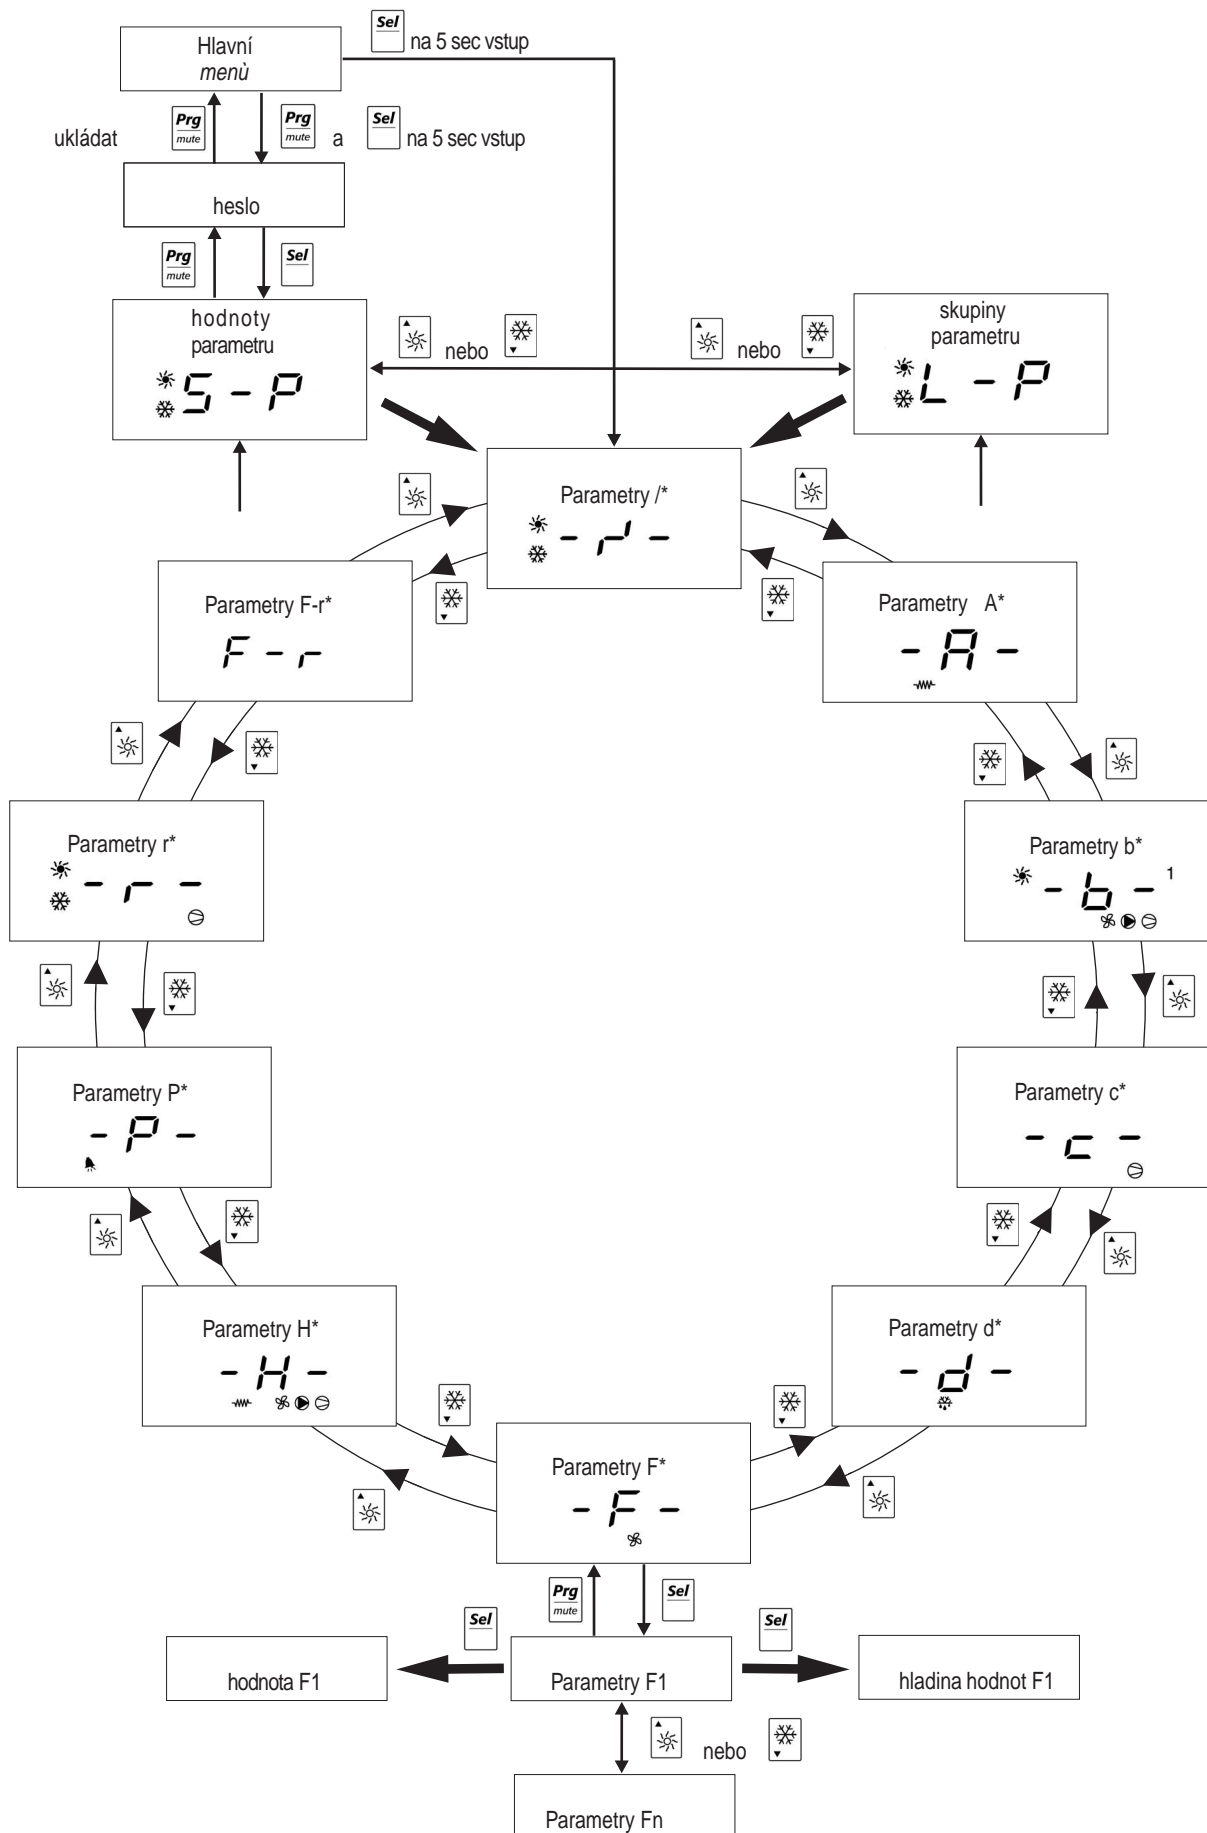 Sel
na 5 sec vstup
Hlavní
menù
ukládat
Prg
mute
Prg
mute
a
Sel
na 5 sec vstup
heslo
Prg
mute
Sel
hodnoty
parametru
S-P
nebo
nebo
skupiny
parametru
L-P
Parametry /*
-/-
Parametry F-r*
F-r
Parametry A*
-A-
Parametry r*
-r-
Parametry b*
-b- 1
Parametry P*
-P-
Parametry c*
-c-
Parametry H*
-H-
Parametry d*
-d-
Parametry F*
-F-
Prg
mute
Sel
Sel
Sel
hodnota F1
Parametry F1
hladina hodnot F1
nebo
Parametry Fn